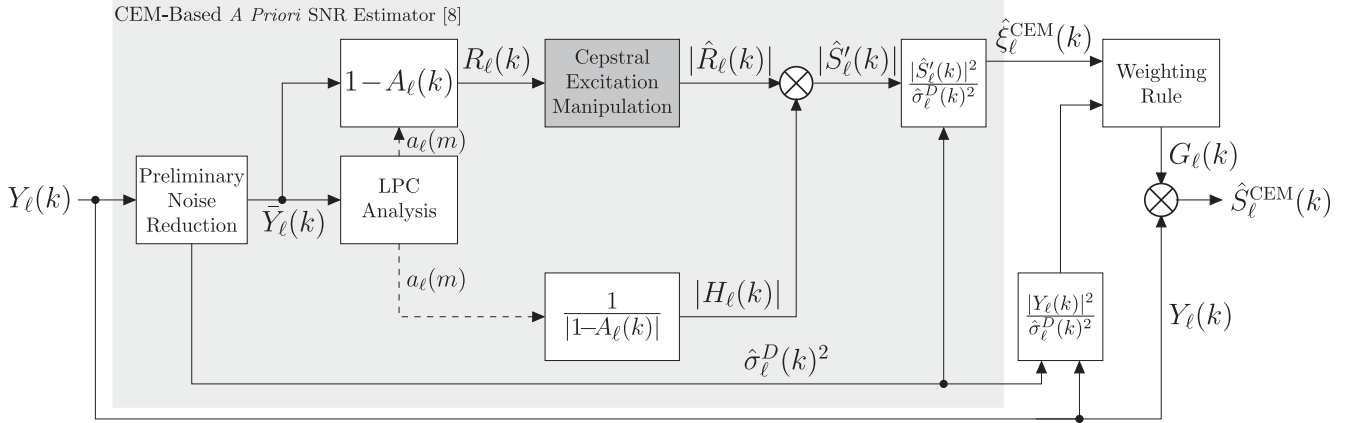 CEM-Based A Priori SNR Estimator [8]
Y_ℓ(k)
Preliminary
Noise
Reduction
Ȳ_ℓ(k)
1−A_ℓ(k)
a_ℓ(m)
LPC
Analysis
a_ℓ(m)
R_ℓ(k)
Cepstral
Excitation
Manipulation
|R̂_ℓ(k)|
1
|1−A_ℓ(k)|
|H_ℓ(k)|
|Ŝ′_ℓ(k)|
|Ŝ′_ℓ(k)|²
σ̂_ℓ^D(k)²
σ̂_ℓ^D(k)²
ξ̂_ℓ^CEM(k)
Weighting
Rule
|Y_ℓ(k)|²
σ̂_ℓ^D(k)²
G_ℓ(k)
Ŝ_ℓ^CEM(k)
Y_ℓ(k)